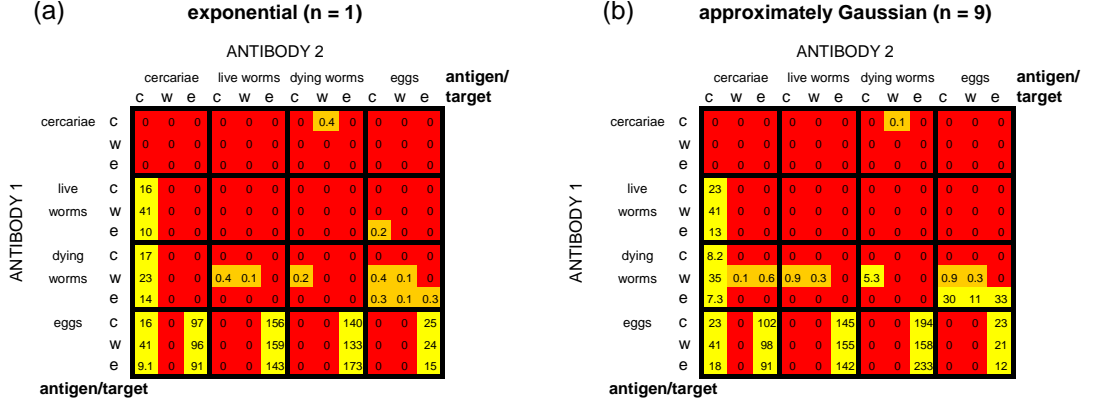 (a) exponential (n = 1)
ANTIBODY 2
cercariae live worms dying worms eggs antigen/
c w e c w e c w e c w e target
cercariae c 0 0 0 0 0 0 0 0.4 0 0 0 0
w 0 0 0 0 0 0 0 0 0 0 0 0
e 0 0 0 0 0 0 0 0 0 0 0 0
live c 16 0 0 0 0 0 0 0 0 0 0 0
worms w 41 0 0 0 0 0 0 0 0 0 0 0
e 10 0 0 0 0 0 0 0 0 0.2 0 0
dying c 17 0 0 0 0 0 0 0 0 0 0 0
worms w 23 0 0 0.4 0.1 0 0.2 0 0 0.4 0.1 0
e 14 0 0 0 0 0 0 0 0 0.3 0.1 0.3
eggs c 16 0 97 0 0 156 0 0 140 0 0 25
w 41 0 96 0 0 159 0 0 133 0 0 24
e 9.1 0 91 0 0 143 0 0 173 0 0 15
antigen/target
ANTIBODY 1
(b) approximately Gaussian (n = 9)
ANTIBODY 2
cercariae live worms dying worms eggs antigen/
c w e c w e c w e c w e target
cercariae c 0 0 0 0 0 0 0 0.1 0 0 0 0
w 0 0 0 0 0 0 0 0 0 0 0 0
e 0 0 0 0 0 0 0 0 0 0 0 0
live c 23 0 0 0 0 0 0 0 0 0 0 0
worms w 41 0 0 0 0 0 0 0 0 0 0 0
e 13 0 0 0 0 0 0 0 0 0 0 0
dying c 8.2 0 0 0 0 0 0 0 0 0 0 0
worms w 35 0.1 0.6 0.9 0.3 0 5.3 0 0 0.9 0.3 0
e 7.3 0 0 0 0 0 0 0 0 30 11 33
eggs c 23 0 102 0 0 145 0 0 194 0 0 23
w 41 0 98 0 0 155 0 0 158 0 0 21
e 18 0 91 0 0 142 0 0 233 0 0 12
antigen/target
ANTIBODY 1